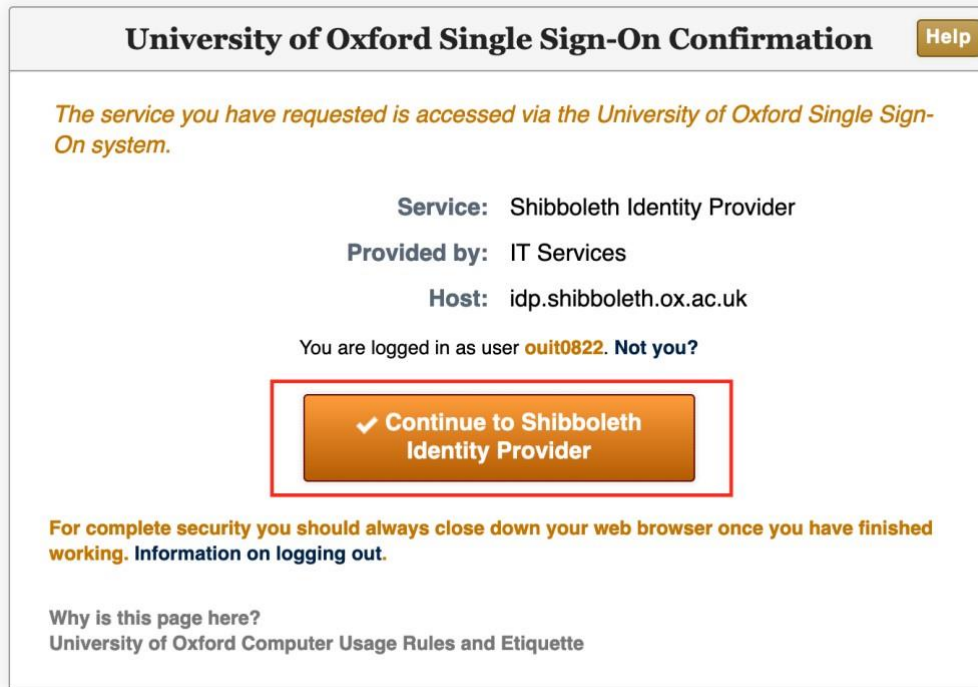 University of Oxford Single Sign-On Confirmation
Help
The service you have requested is accessed via the University of Oxford Single Sign-
On system.
Service: Shibboleth Identity Provider
Provided by: IT Services
Host: idp.shibboleth.ox.ac.uk
You are logged in as user ouit0822. Not you?
Continue to Shibboleth
Identity Provider
For complete security you should always close down your web browser once you have finished
working. Information on logging out.
Why is this page here?
University of Oxford Computer Usage Rules and Etiquette